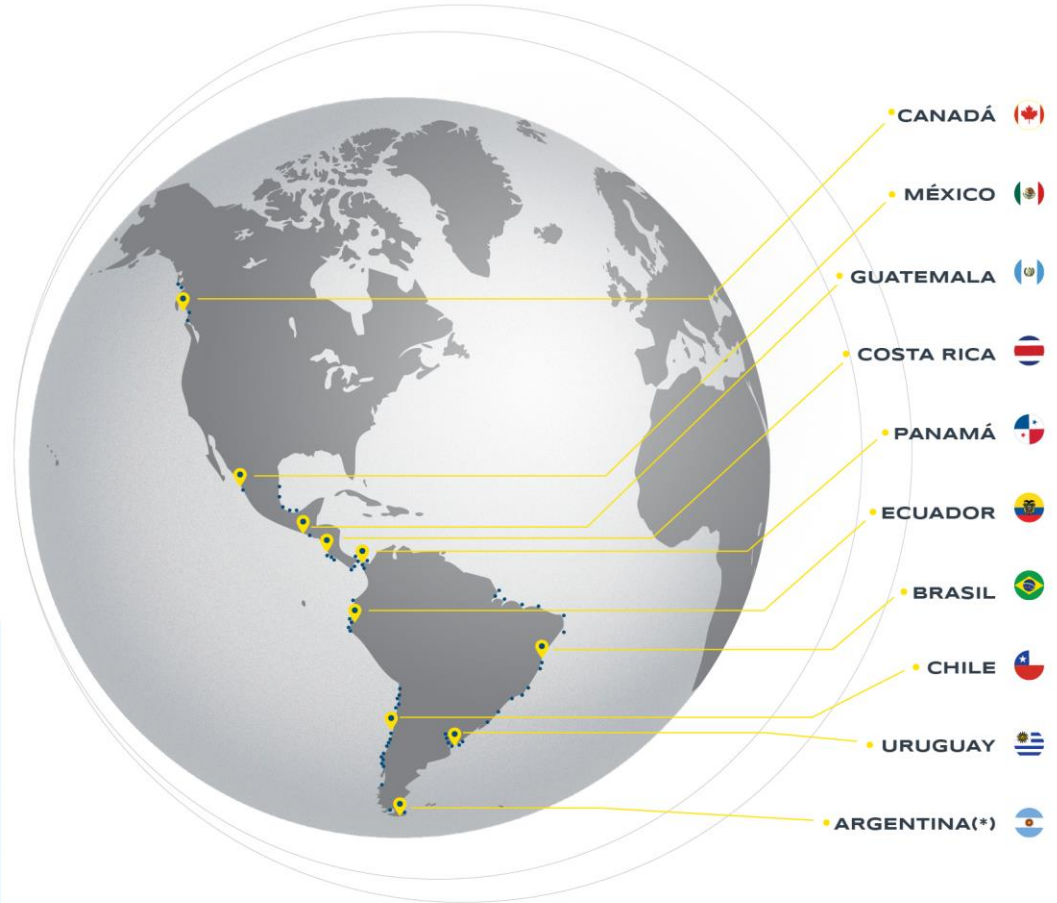 CANADÁ
MÉXICO
GUATEMALA
COSTA RICA
PANAMÁ
ECUADOR
BRASIL
CHILE
URUGUAY
ARGENTINA(*)